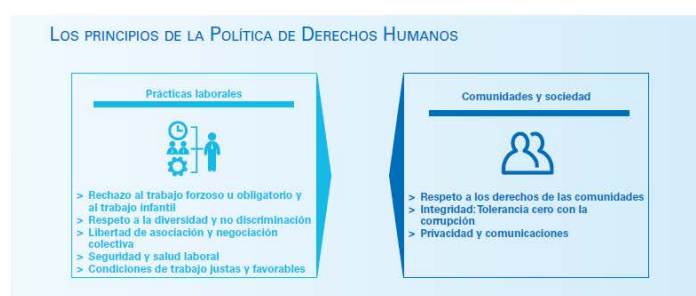 Los principios de la Política de Derechos Humanos
Prácticas laborales
> Rechazo al trabajo forzoso u obligatorio y
al trabajo infantil
> Respeto a la diversidad y no discriminación
> Libertad de asociación y negociación
colectiva
> Seguridad y salud laboral
> Condiciones de trabajo justas y favorables
Comunidades y sociedad
> Respeto a los derechos de las comunidades
> Integridad: Tolerancia cero con la
corrupción
> Privacidad y comunicaciones